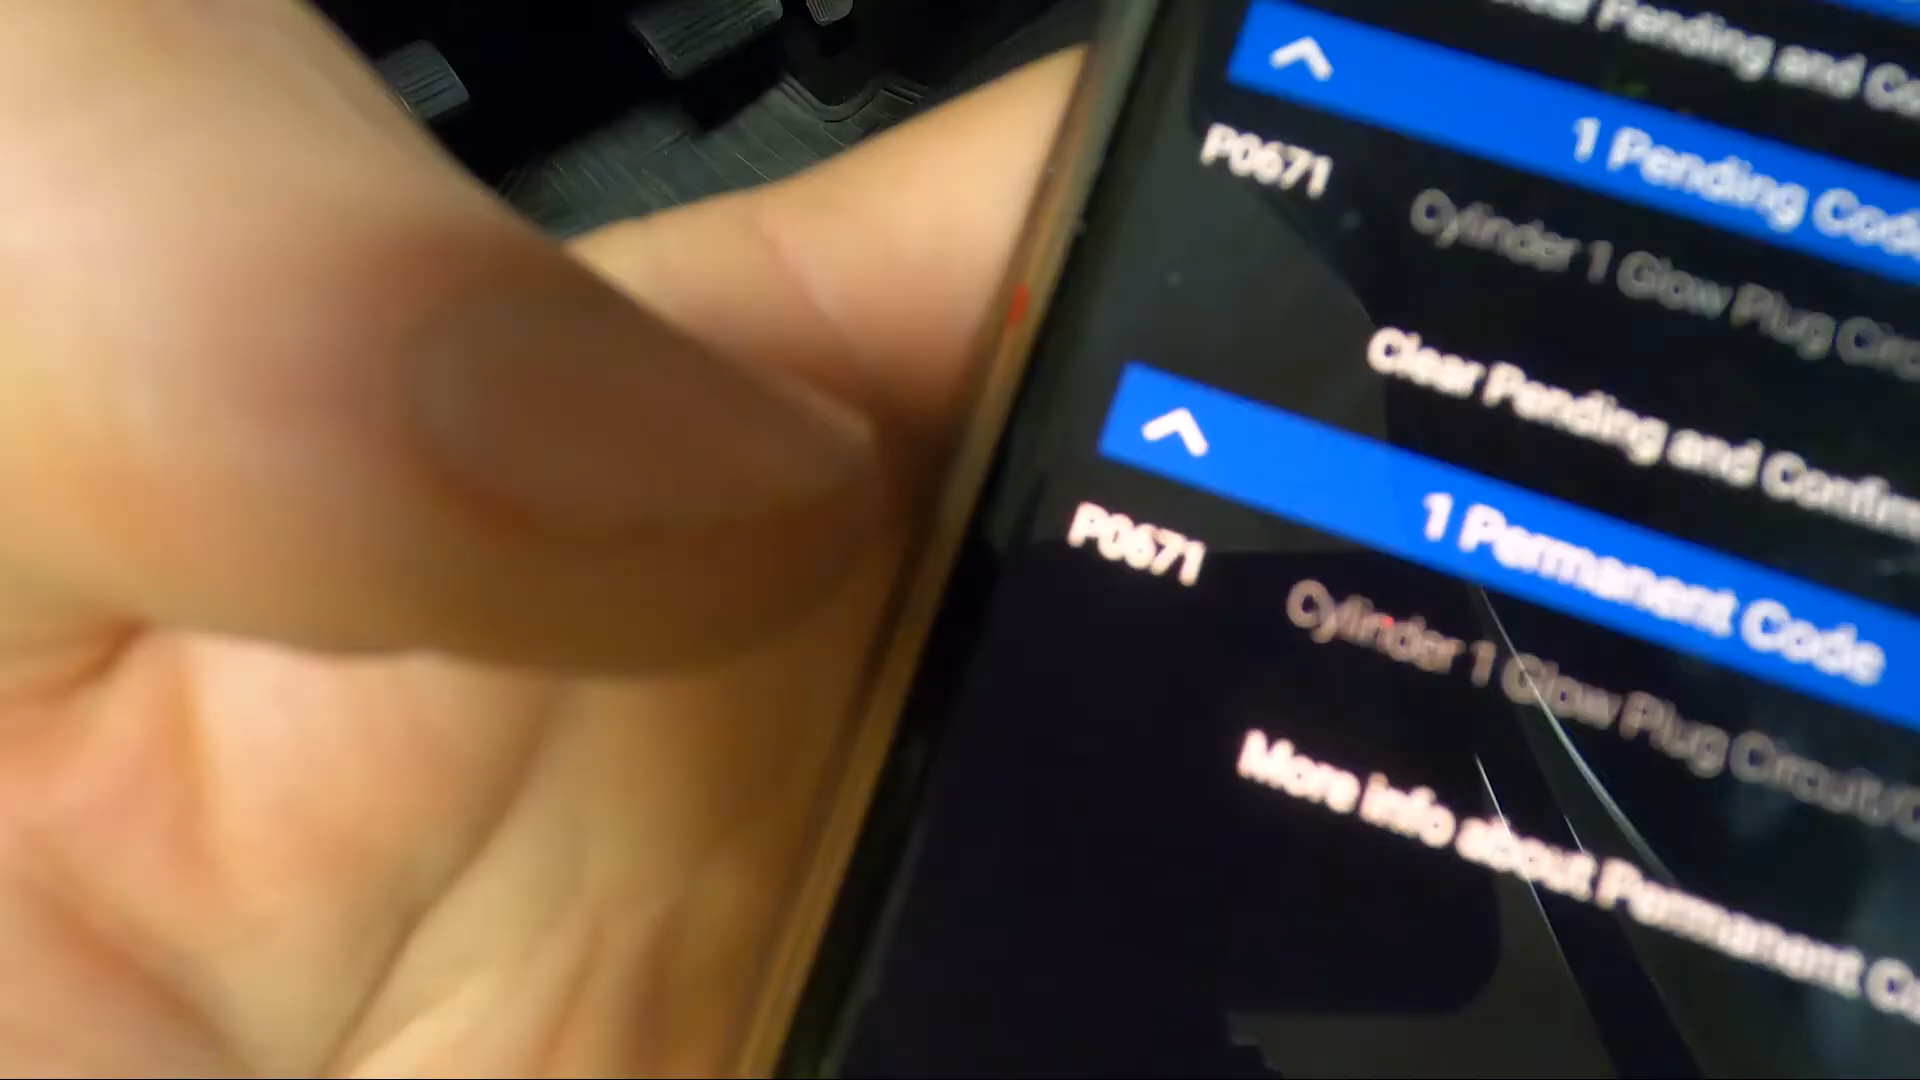 Pending and
1 Pending Code
P0671
Cylinder 1 Glow Plug
Clear Pending and
1 Permanent Code
P0671
Cylinder 1 Glow Plug Circuit/
More info about Permanent